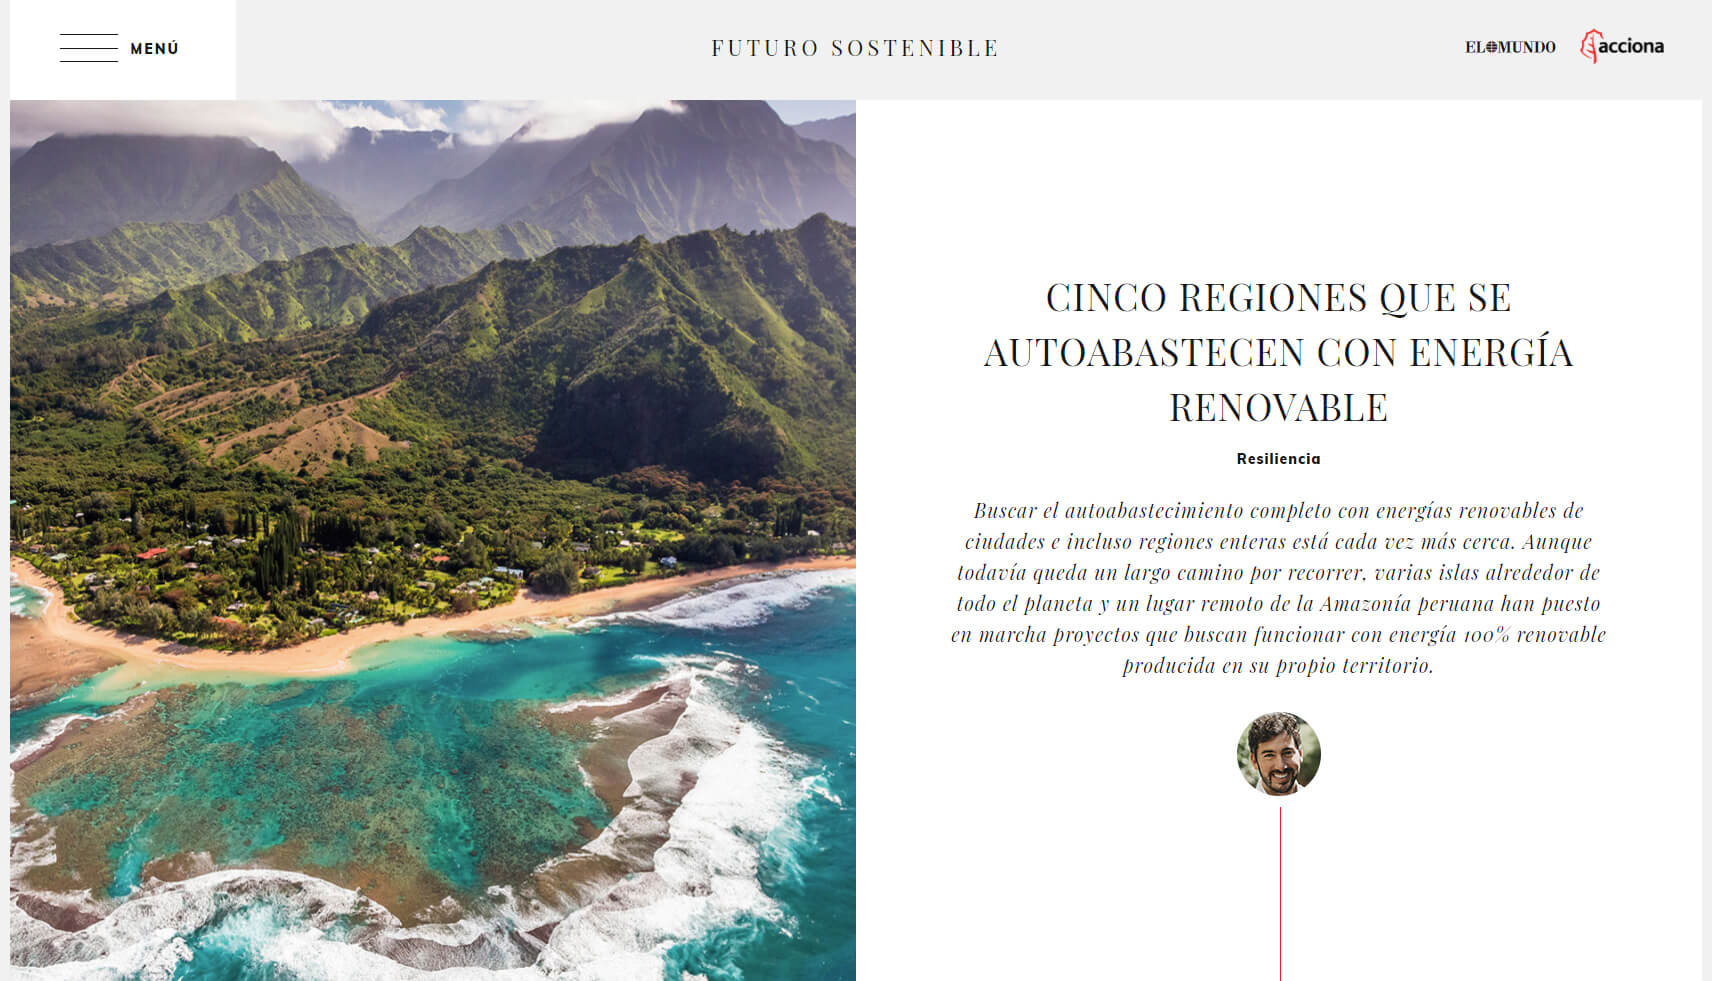 MENÚ
FUTURO SOSTENIBLE
EL MUNDO
acciona
CINCO REGIONES QUE SE
AUTOABASTECEN CON ENERGÍA
RENOVABLE
Resiliencia
Buscar el autoabastecimiento completo con energías renovables de
ciudades e incluso regiones enteras está cada vez más cerca. Aunque
todavía queda un largo camino por recorrer, varias islas alrededor de
todo el planeta y un lugar remoto de la Amazonía peruana han puesto
en marcha proyectos que buscan funcionar con energía 100% renovable
producida en su propio territorio.